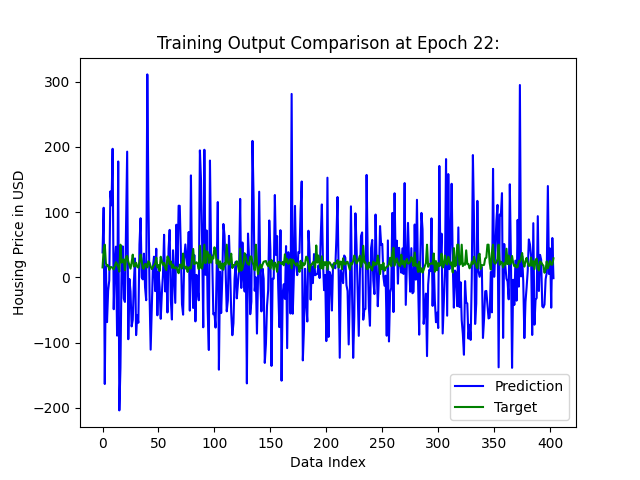 Training Output Comparison at Epoch 22:
Housing Price in USD
300
200
100
0
−100
−200
0 50 100 150 200 250 300 350 400
Data Index
Prediction
Target